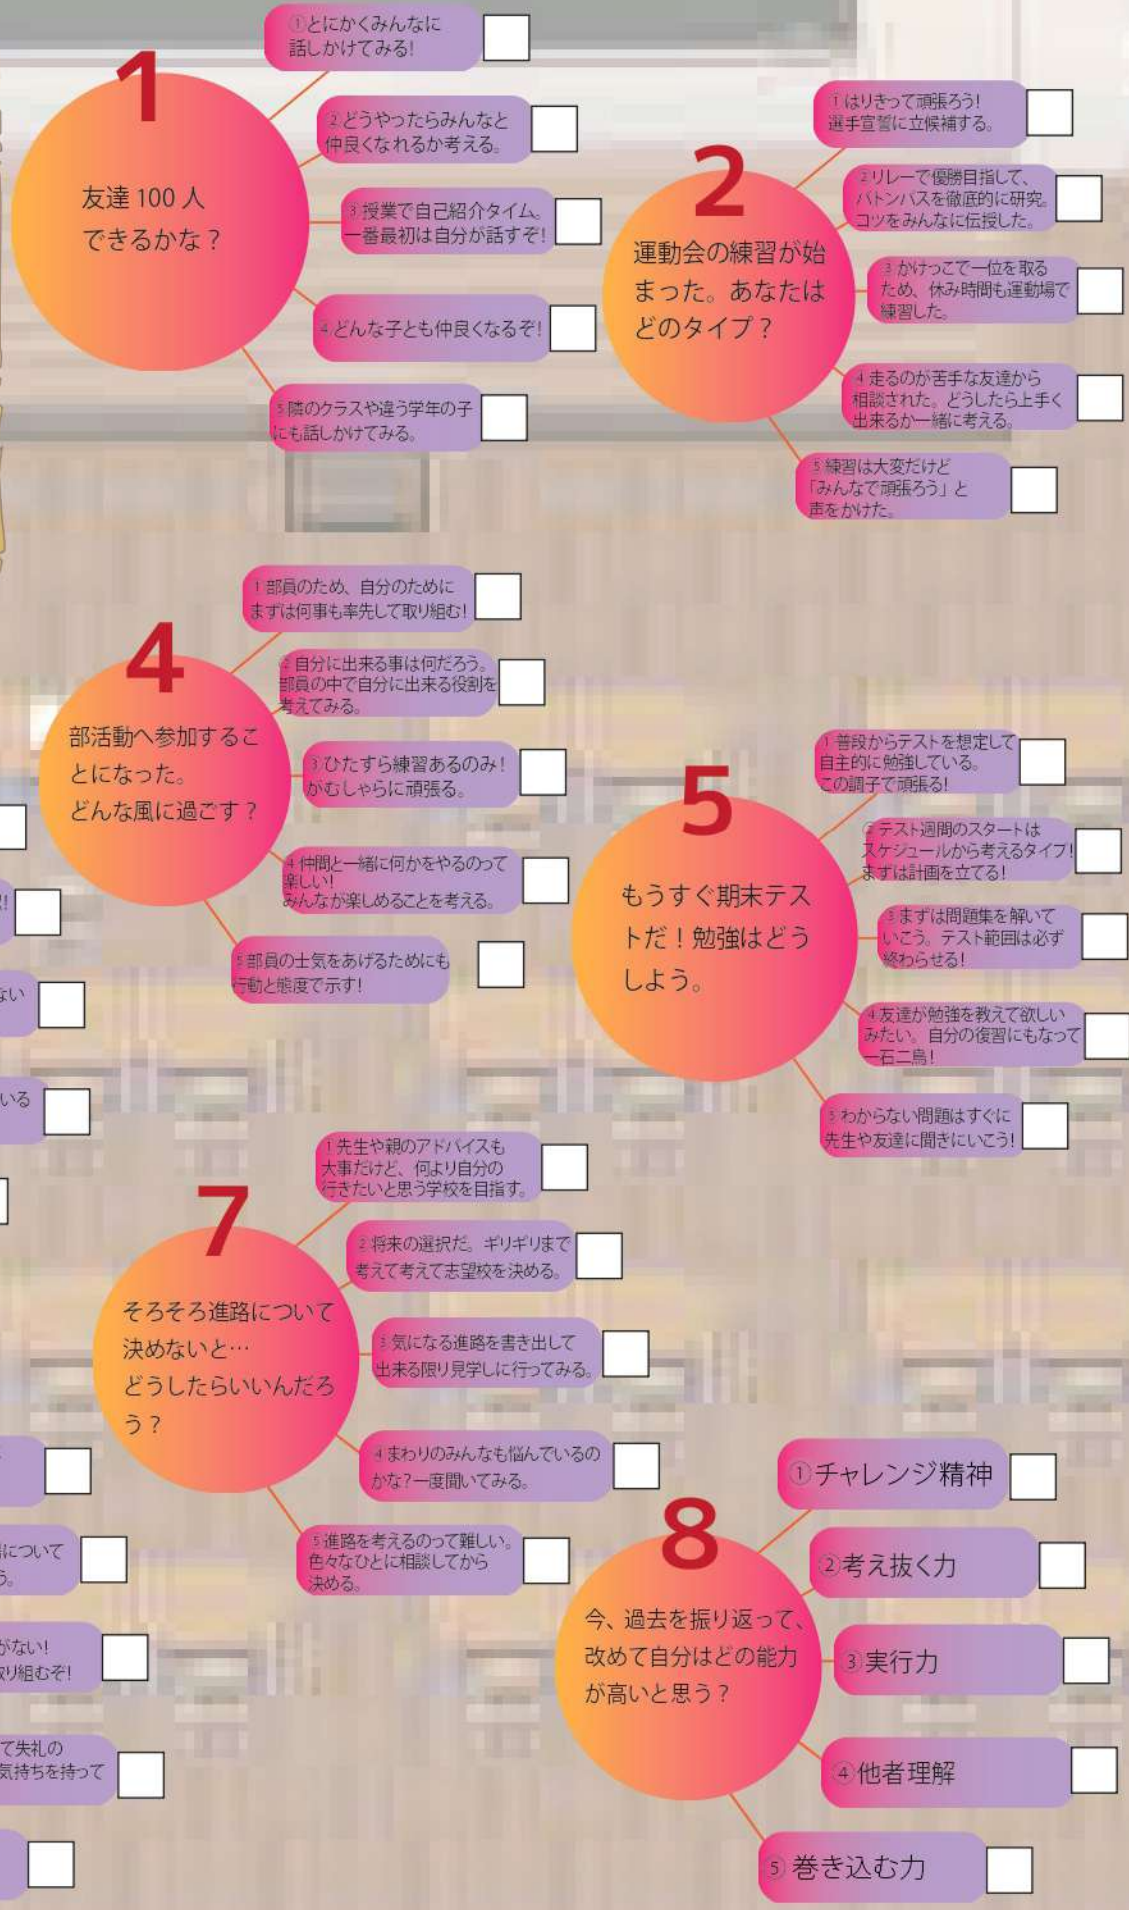 1
友達 100 人
できるかな？
①とにかくみんなに
話しかけてみる!
②どうやったらみんなと
仲良くなれるか考える。
③授業で自己紹介タイム。
一番最初は自分が話すぞ!
④どんな子とも仲良くなるぞ!
⑤隣のクラスや違う学年の子
にも話しかけてみる。
2
運動会の練習が始
まった。あなたは
どのタイプ？
①はりきって頑張ろう!
選手宣誓に立候補する。
②リレーで優勝目指して、
バトンパスを徹底的に研究。
コツをみんなに伝授した。
③かけっこで一位を取る
ため、休み時間も運動場で
練習した。
④走るのが苦手な友達から
相談された。どうしたら上手く
出来るか一緒に考える。
⑤練習は大変だけど
「みんなで頑張ろう」と
声をかけた。
4
部活動へ参加するこ
とになった。
どんな風に過ごす？
①部員のため、自分のために
まずは何事も率先して取り組む!
②自分に出来る事は何だろう。
部員の中で自分に出来る役割を
考えてみる。
③ひたすら練習あるのみ!
がむしゃらに頑張る。
④仲間と一緒に何かをやるのって
楽しい!
みんなが楽しめることを考える。
⑤部員の士気をあげるためにも
行動と態度で示す!
5
もうすぐ期末テス
トだ！勉強はどう
しよう。
①普段からテストを想定して
自主的に勉強している。
この調子で頑張る!
②テスト週間のスタートは
スケジュールから考えるタイプ!
まずは計画を立てる!
③まずは問題集を解いて
いこう。テスト範囲は必ず
終わらせる!
④友達が勉強を教えて欲しい
みたい。自分の復習にもなって
一石二鳥!
⑤わからない問題はすぐに
先生や友達に聞きにいこう!
ない
いる
7
そろそろ進路について
決めないと…
どうしたらいいんだろ
う？
①先生や親のアドバイスも
大事だけど、何より自分の
行きたいと思う学校を目指す。
②将来の選択だ。ギリギリまで
考えて考えて志望校を決める。
③気になる進路を書き出して
出来る限り見学しに行ってみる。
④まわりのみんなも悩んでいるの
かな?一度聞いてみる。
⑤進路を考えるのって難しい。
色々なひとに相談してから
決める。
について
う。
がない!
取り組むぞ!
て失礼の
気持ちを持って
8
今、過去を振り返って、
改めて自分はどの能力
が高いと思う？
①チャレンジ精神
②考え抜く力
③実行力
④他者理解
⑤巻き込む力